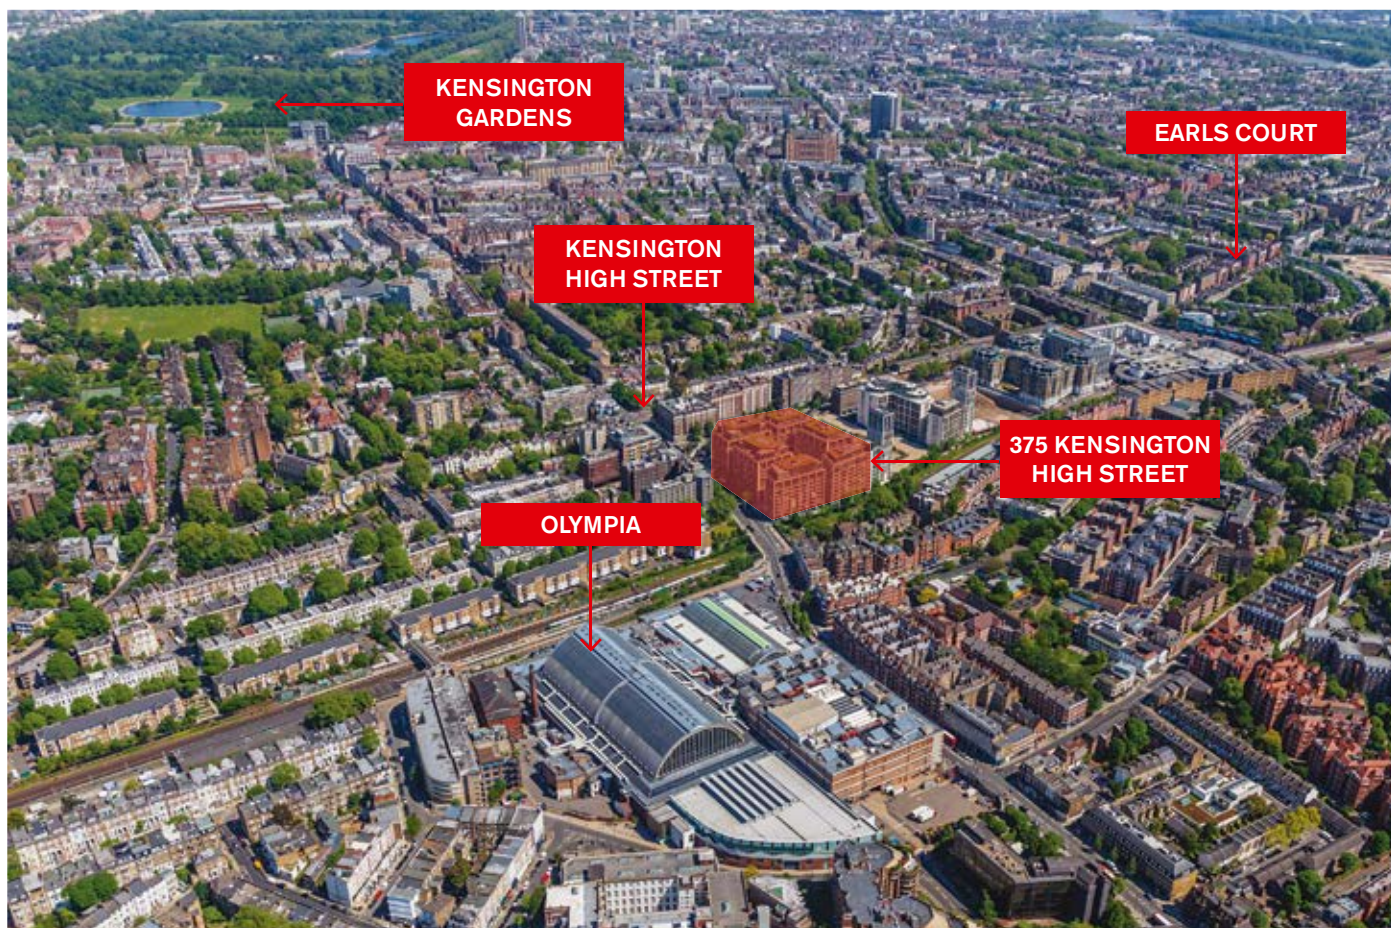 KENSINGTON
GARDENS
EARLS COURT
KENSINGTON
HIGH STREET
375 KENSINGTON
HIGH STREET
OLYMPIA